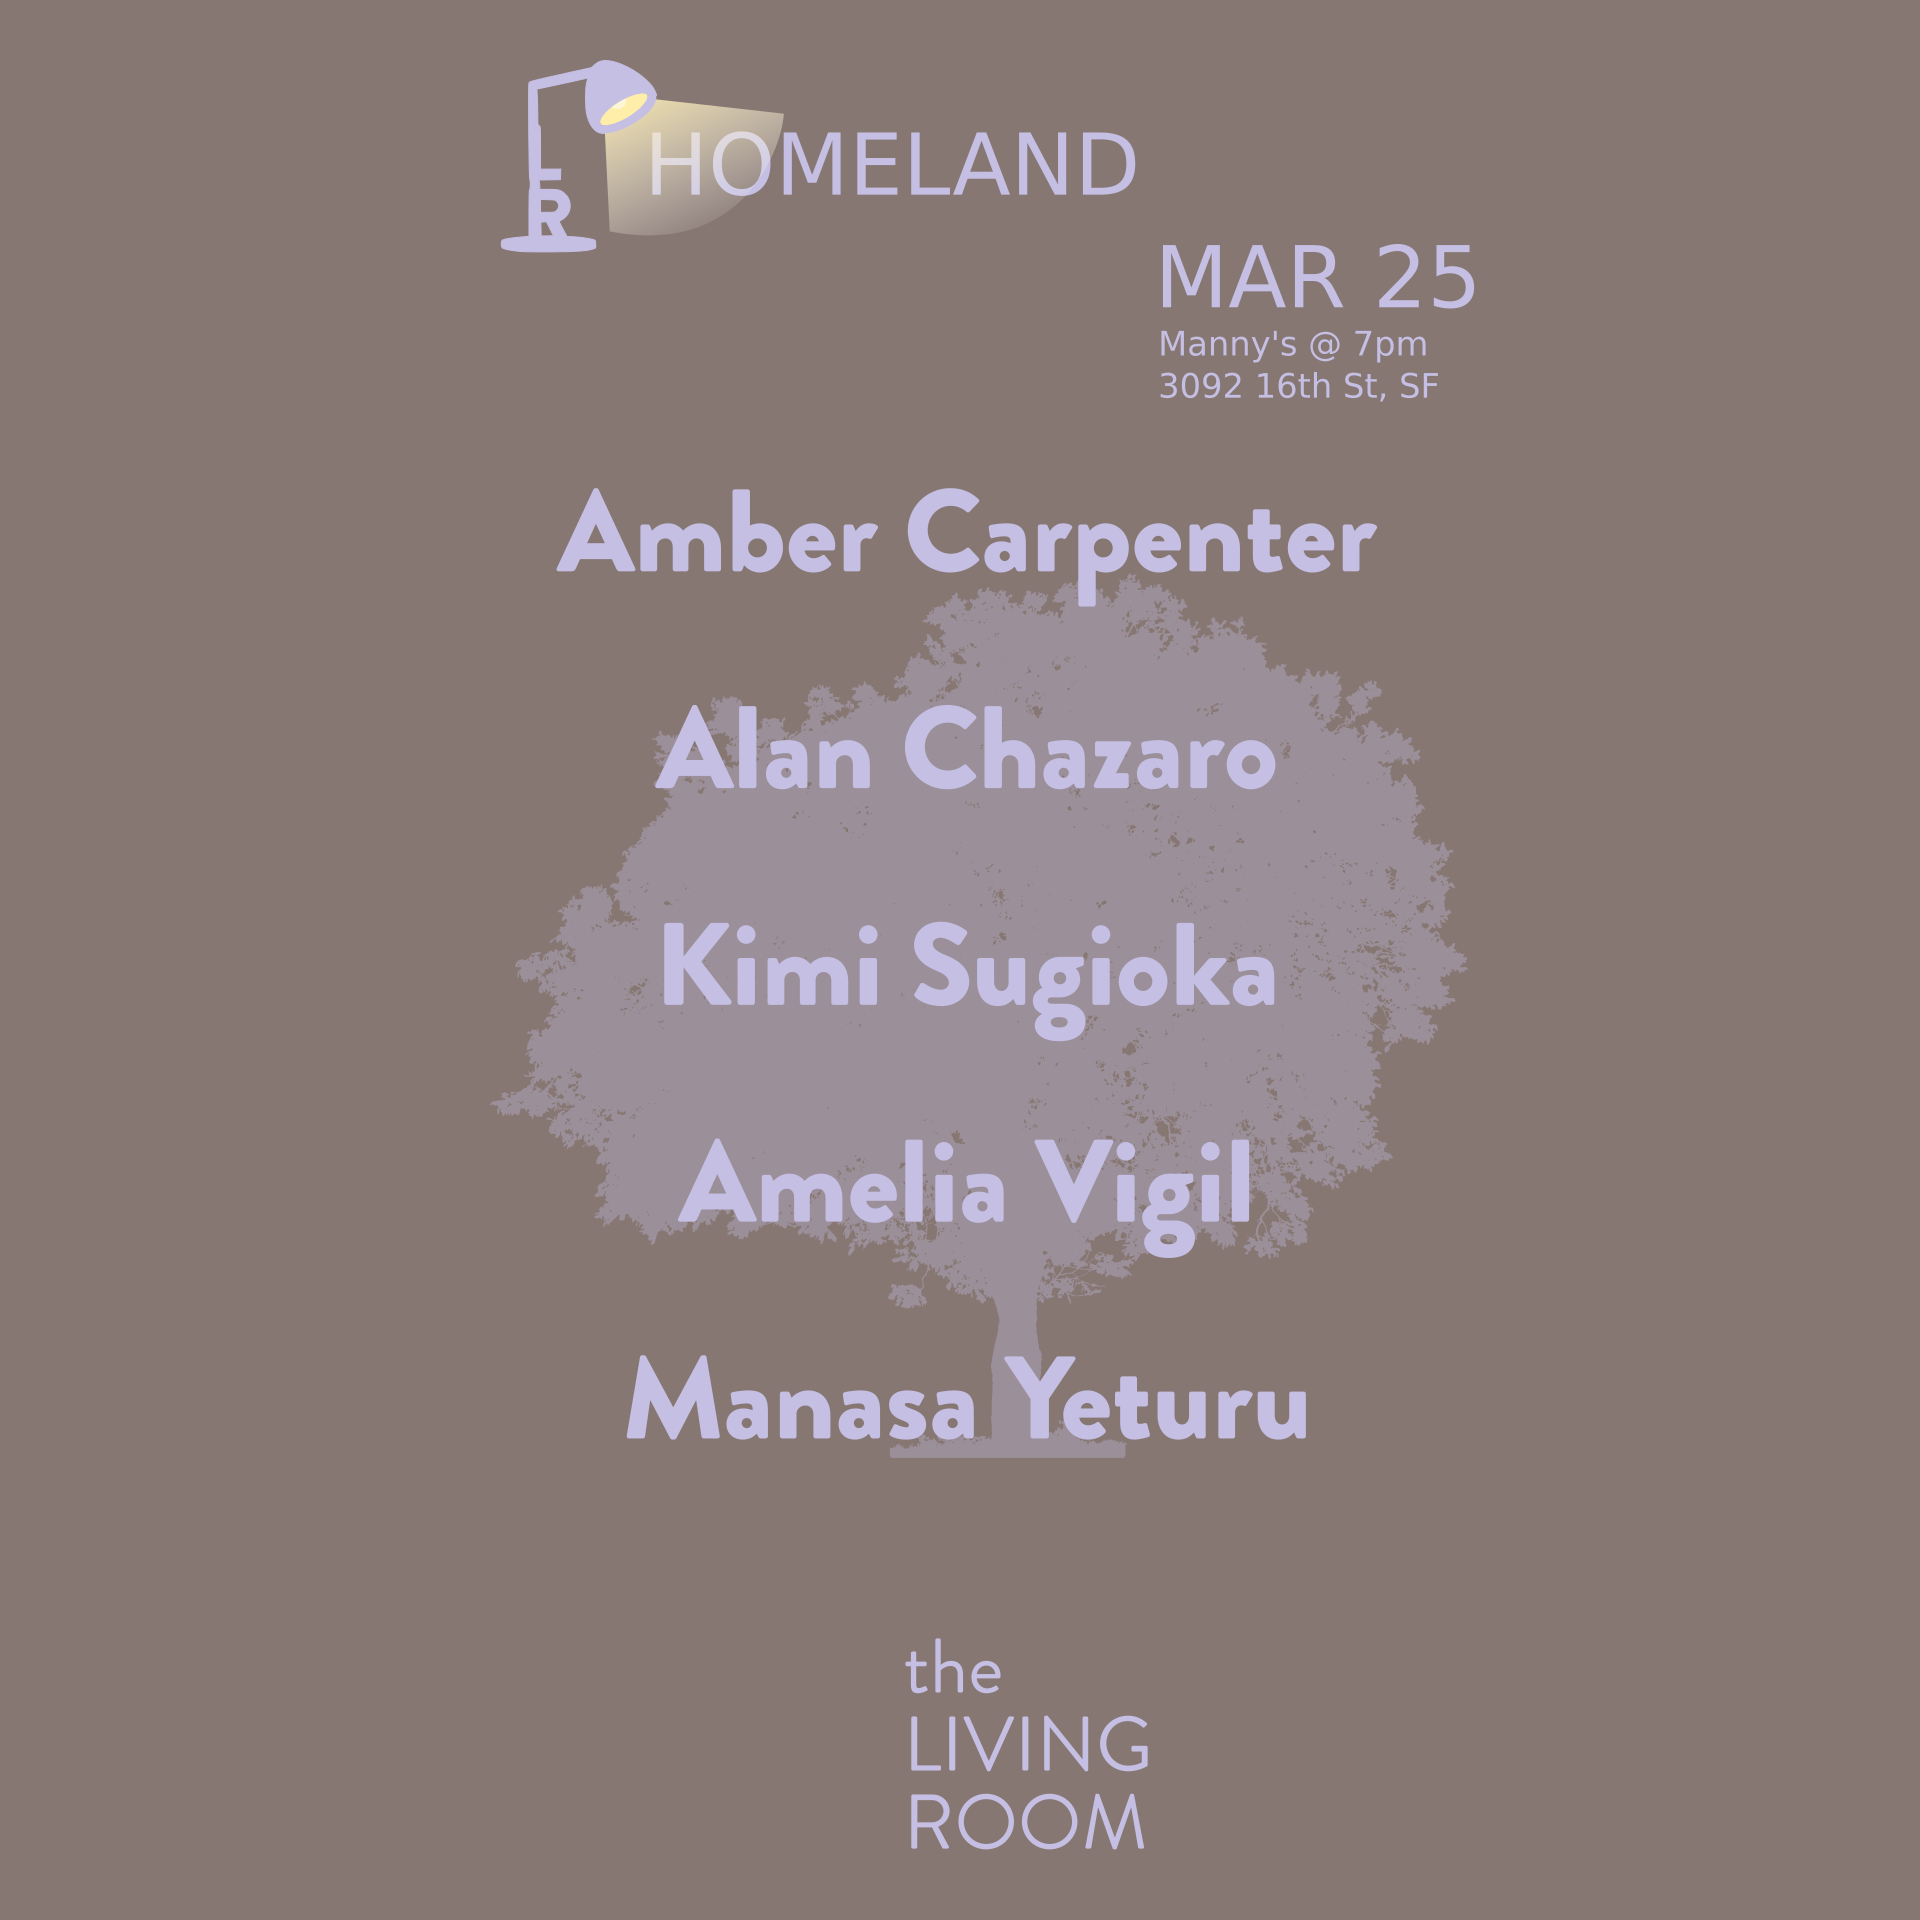 LR
HOMELAND
MAR 25
Manny's @ 7pm
3092 16th St, SF
Amber Carpenter
Alan Chazaro
Kimi Sugioka
Amelia Vigil
Manasa Yeturu
the
LIVING
ROOM